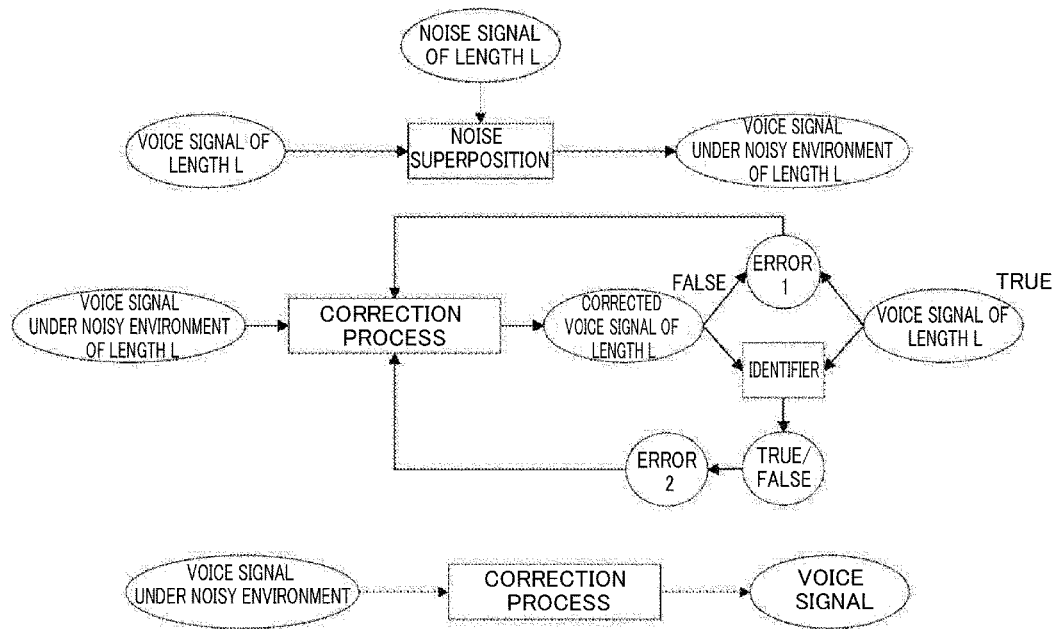 NOISE SIGNAL
OF LENGTH L
VOICE SIGNAL OF
LENGTH L
NOISE
SUPERPOSITION
VOICE SIGNAL
UNDER NOISY ENVIRONMENT
OF LENGTH L
VOICE SIGNAL
UNDER NOISY ENVIRONMENT
OF LENGTH L
CORRECTION
PROCESS
CORRECTED
VOICE SIGNAL OF
LENGTH L
FALSE
ERROR
1
TRUE
VOICE SIGNAL OF
LENGTH L
IDENTIFIER
TRUE/
FALSE
ERROR
2
VOICE SIGNAL
UNDER NOISY ENVIRONMENT
CORRECTION
PROCESS
VOICE
SIGNAL